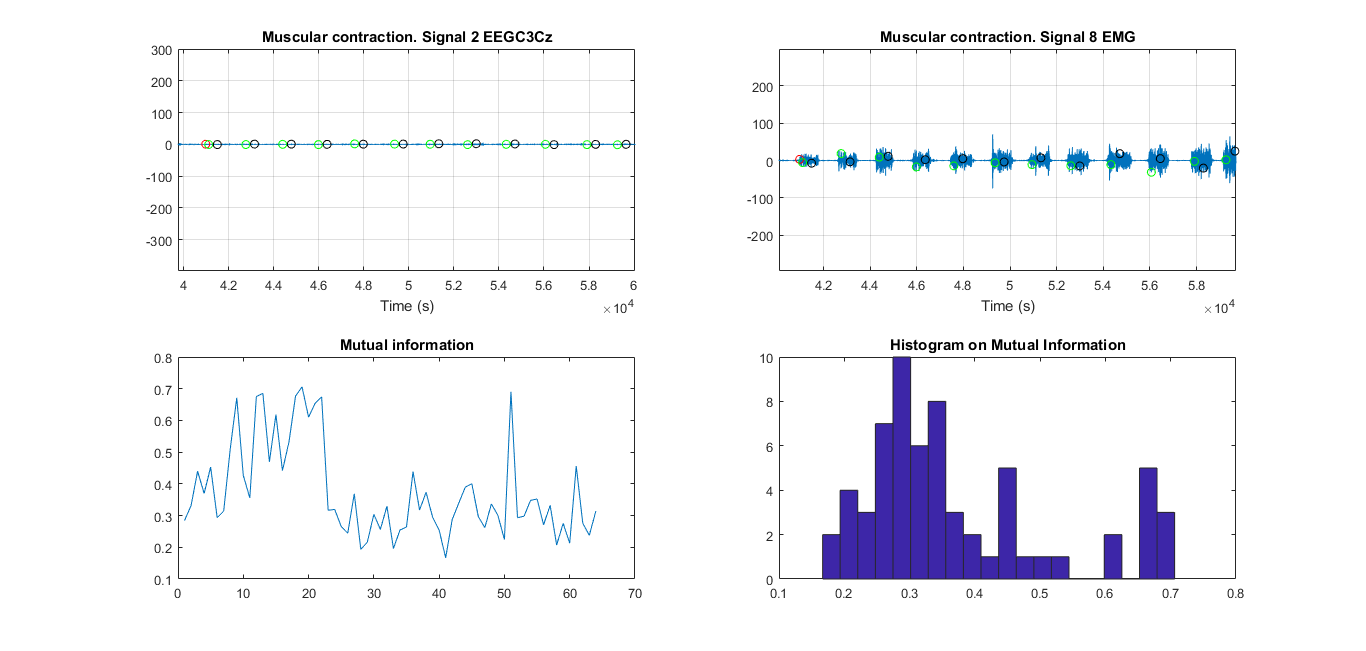 Muscular contraction. Signal 2 EEGC3Cz
300
200
100
0
-100
-200
-300
4 4.2 4.4 4.6 4.8 5 5.2 5.4 5.6 5.8 6
Time (s)
×10^4
Muscular contraction. Signal 8 EMG
200
100
0
-100
-200
4.2 4.4 4.6 4.8 5 5.2 5.4 5.6 5.8
Time (s)
×10^4
Mutual information
0.8
0.7
0.6
0.5
0.4
0.3
0.2
0.1
0 10 20 30 40 50 60 70
Histogram on Mutual Information
10
8
6
4
2
0
0.1 0.2 0.3 0.4 0.5 0.6 0.7 0.8